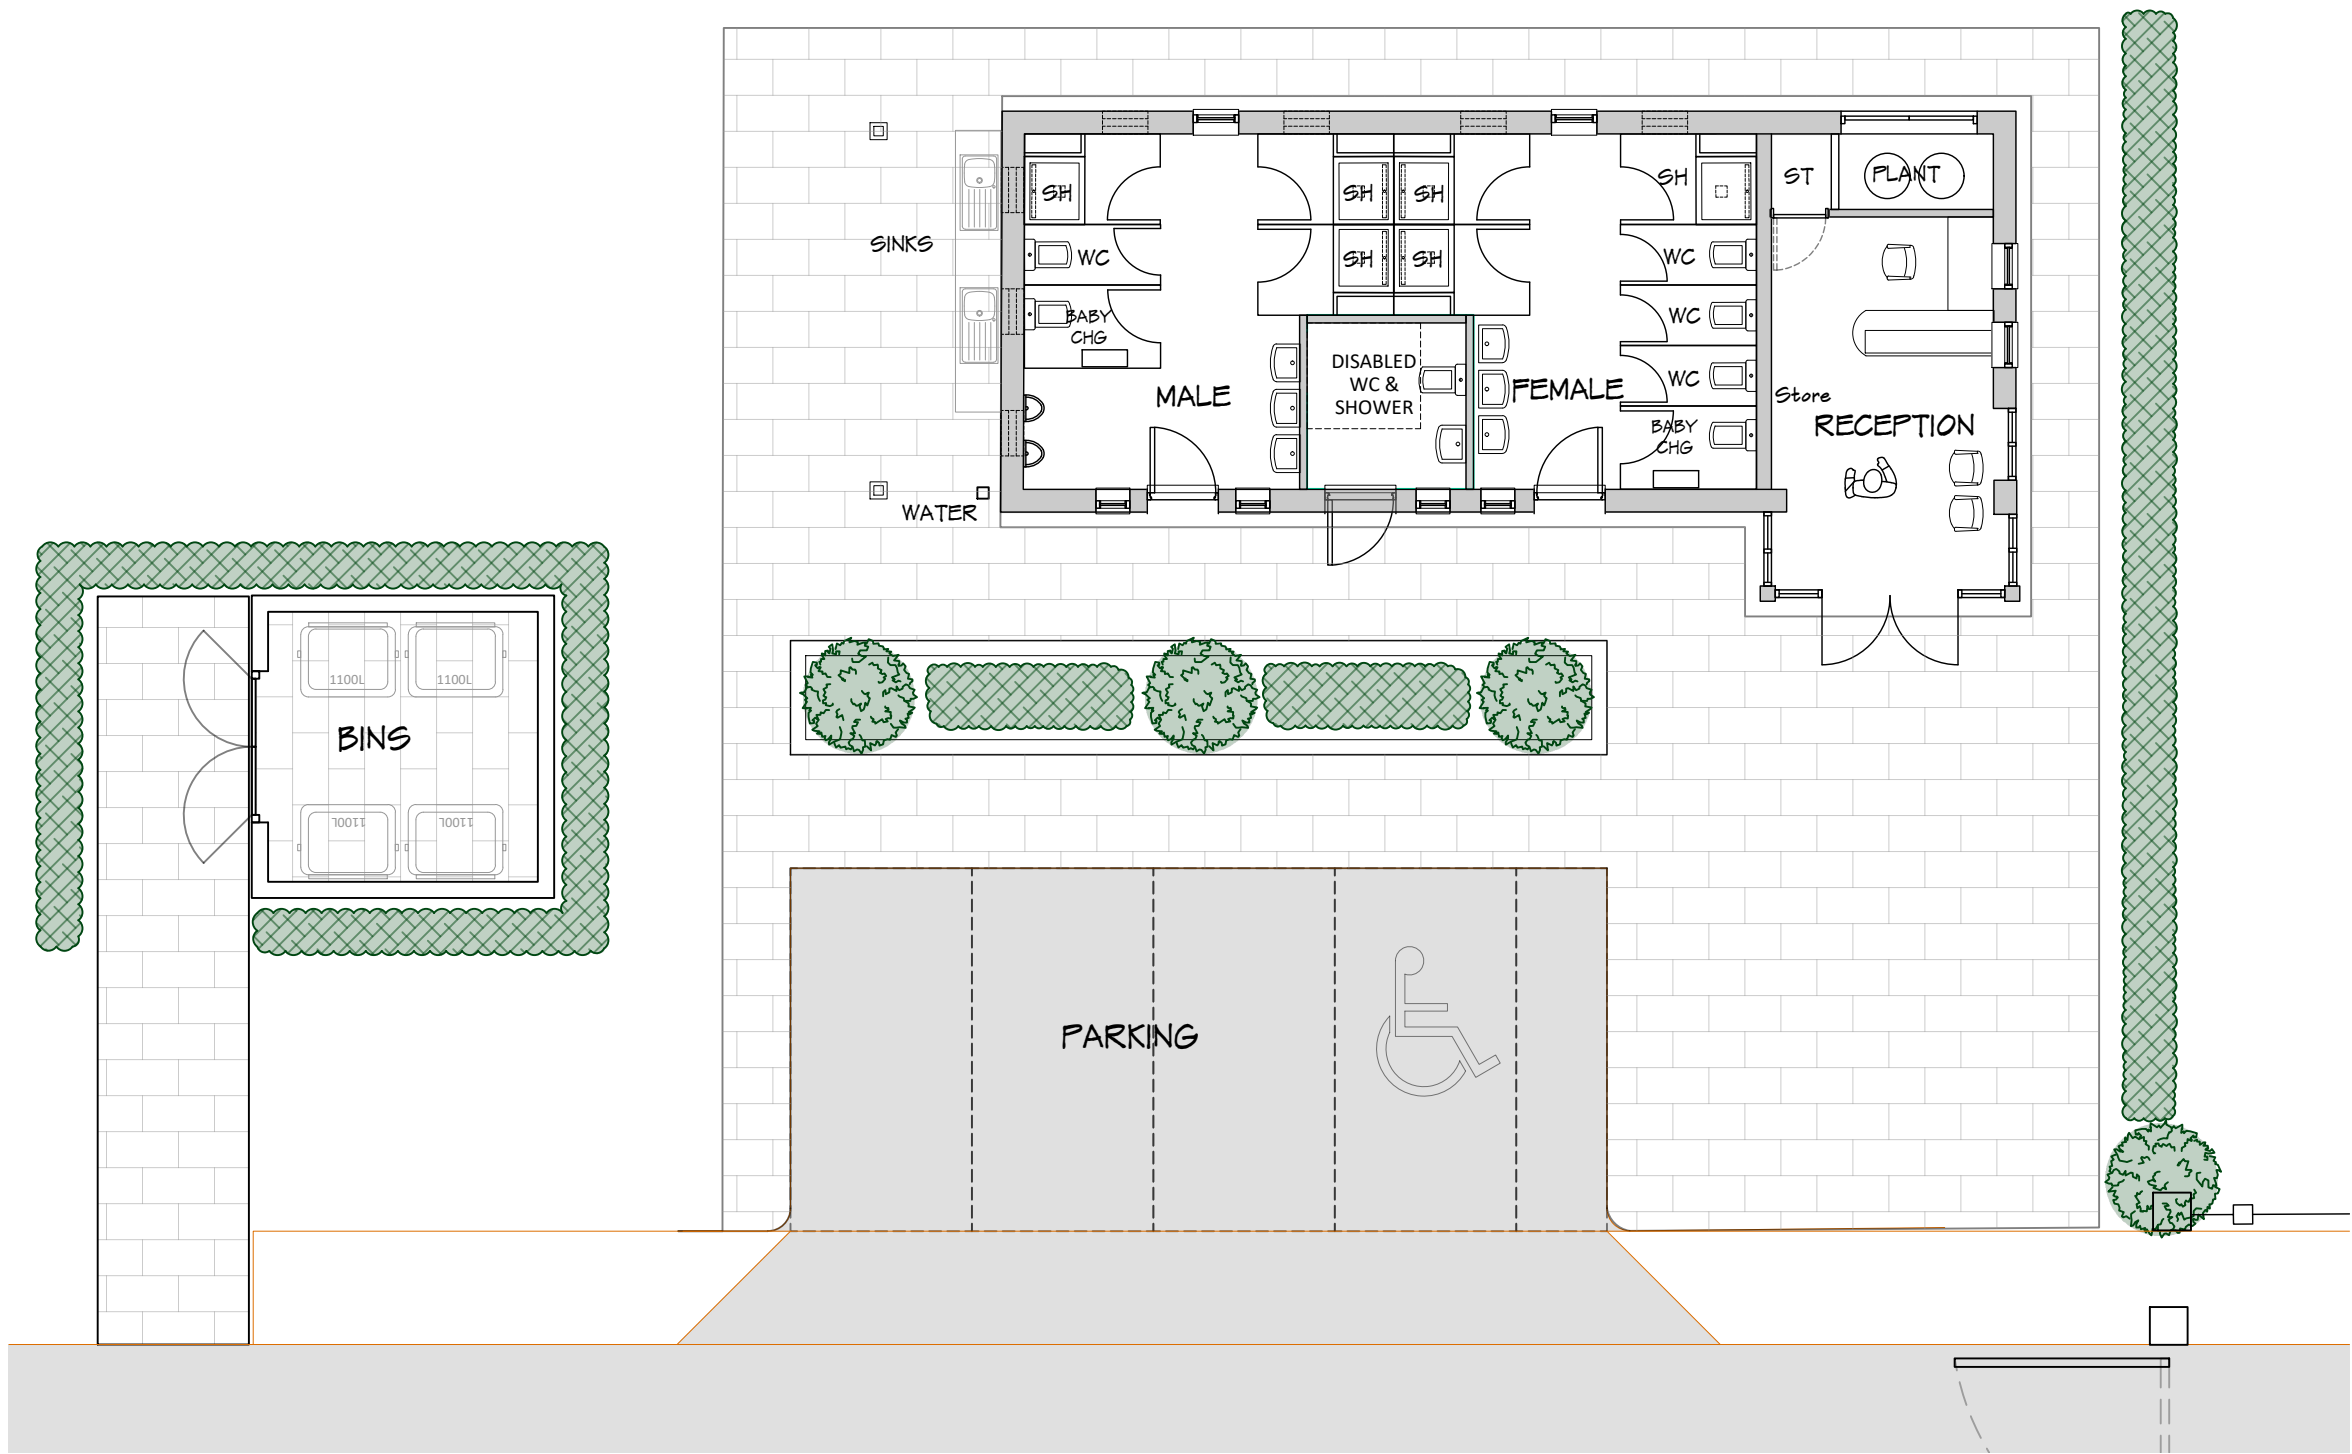 SH
SH
SH
SH
ST
PLANT
SINKS
WC
SH
SH
WC
BABY
CHG
WC
DISABLED
WC &
SHOWER
MALE
FEMALE
WC
Store
RECEPTION
BABY
CHG
WATER
1100L
1100L
BINS
1100L
1100L
PARKING